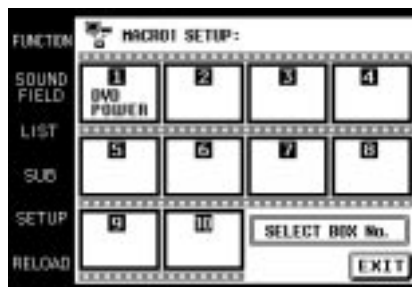 FUNCTION
SOUND
FIELD
LIST
SUB
SETUP
RELOAD
MACRO1 SETUP:
1 2 3 4
DVD
POWER
5 6 7 8
9 10
SELECT BOX No.
EXIT